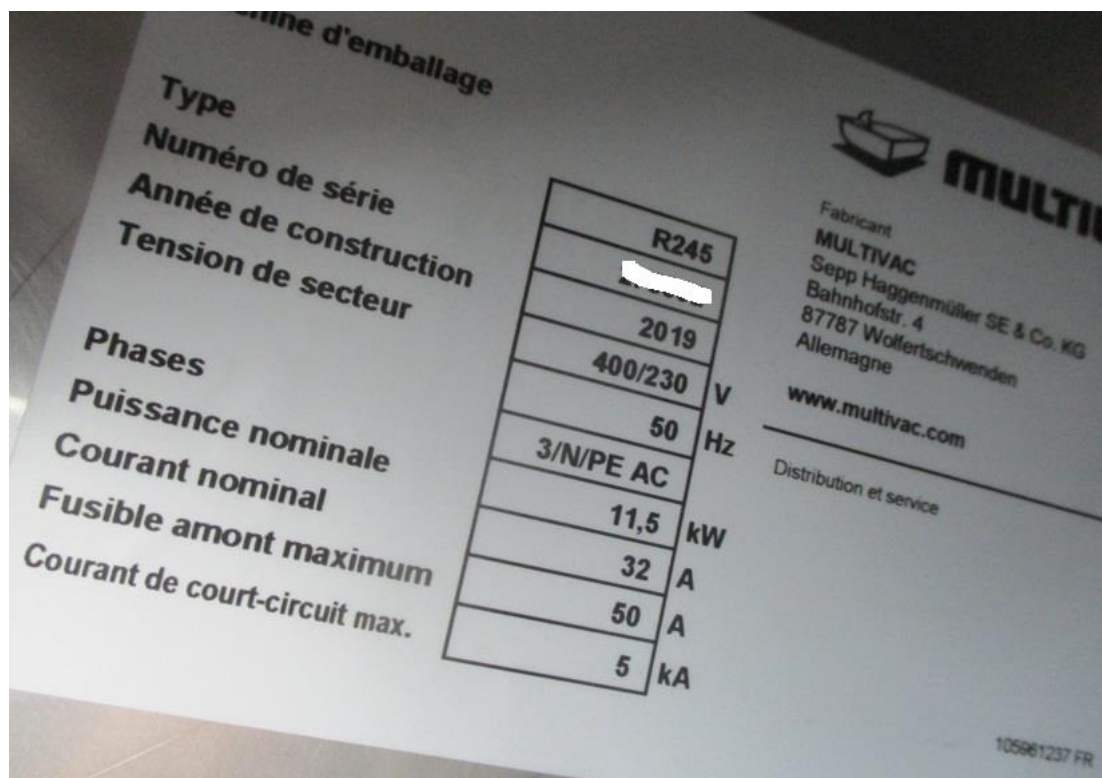 d'emballage
Type R245
Numéro de série
Année de construction 2019
Tension de secteur 400/230 V
50 Hz
Phases 3/N/PE AC
Puissance nominale 11,5 kW
Courant nominal 32 A
Fusible amont maximum 50 A
Courant de court-circuit max. 5 kA
Fabricant
MULTIVAC
Sepp Haggenmüller SE & Co. KG
Bahnhofstr. 4
87787 Wolfertschwenden
Allemagne
www.multivac.com
Distribution et service
105961237 FR